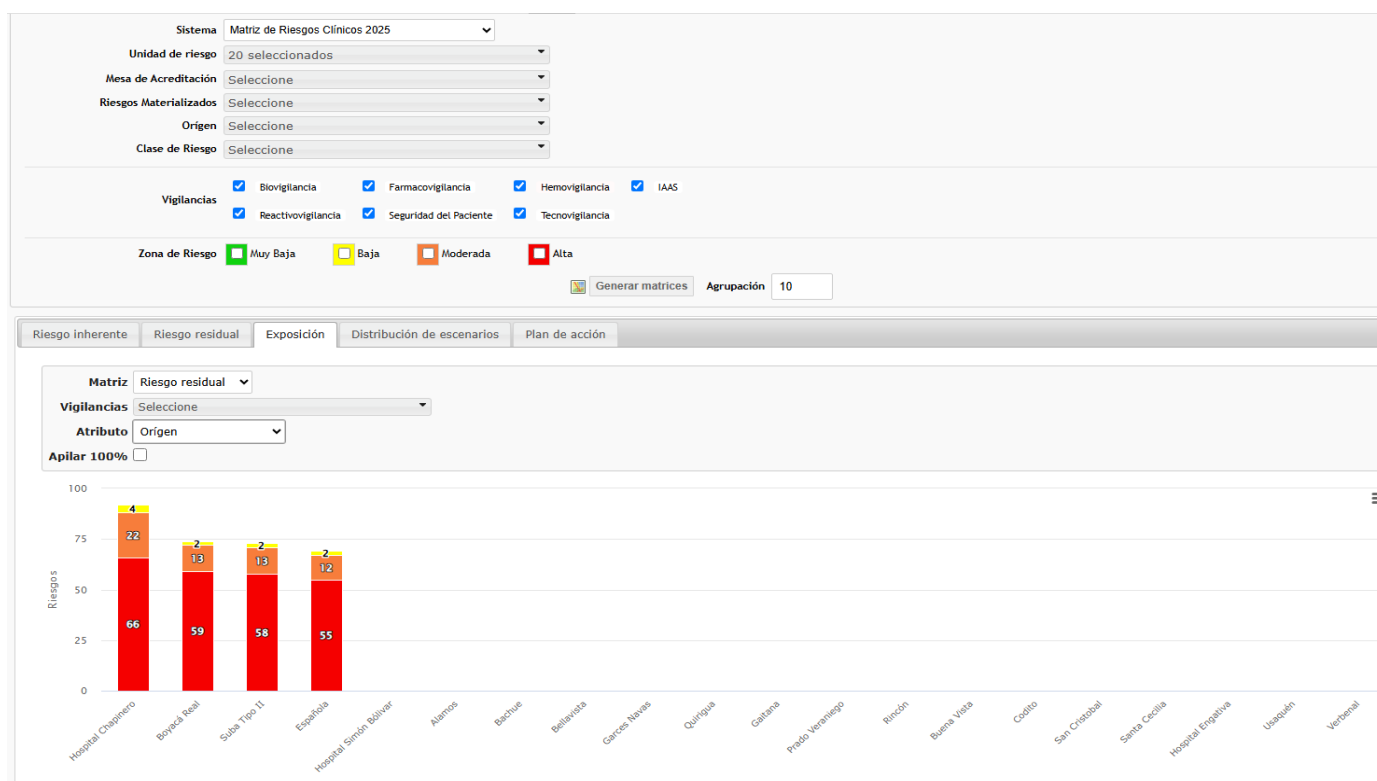 Sistema Matriz de Riesgos Clínicos 2025
Unidad de riesgo 20 seleccionados
Mesa de Acreditación Seleccione
Riesgos Materializados Seleccione
Orígen Seleccione
Clase de Riesgo Seleccione
Vigilancias
Biovigilancia Farmacovigilancia Hemovigilancia IAAS
Reactivovigilancia Seguridad del Paciente Tecnovigilancia
Zona de Riesgo Muy Baja Baja Moderada Alta
Generar matrices Agrupación 10
Riesgo inherente Riesgo residual Exposición Distribución de escenarios Plan de acción
Matriz Riesgo residual
Vigilancias Seleccione
Atributo Orígen
Apilar 100%
Riesgos
100
75
50
25
0
4
22
66
2
13
59
2
13
58
2
12
55
Hospital Chapinero
Boyacá Real
Suba Tipo II
Española
Hospital Simón Bólivar
Alamos
Bachue
Bellavista
Garces Navas
Quirigua
Gaitana
Prado Veraniego
Rincón
Buena Vista
Codito
San Cristobal
Santa Cecilia
Hospital Engativa
Usaquén
Verbenal